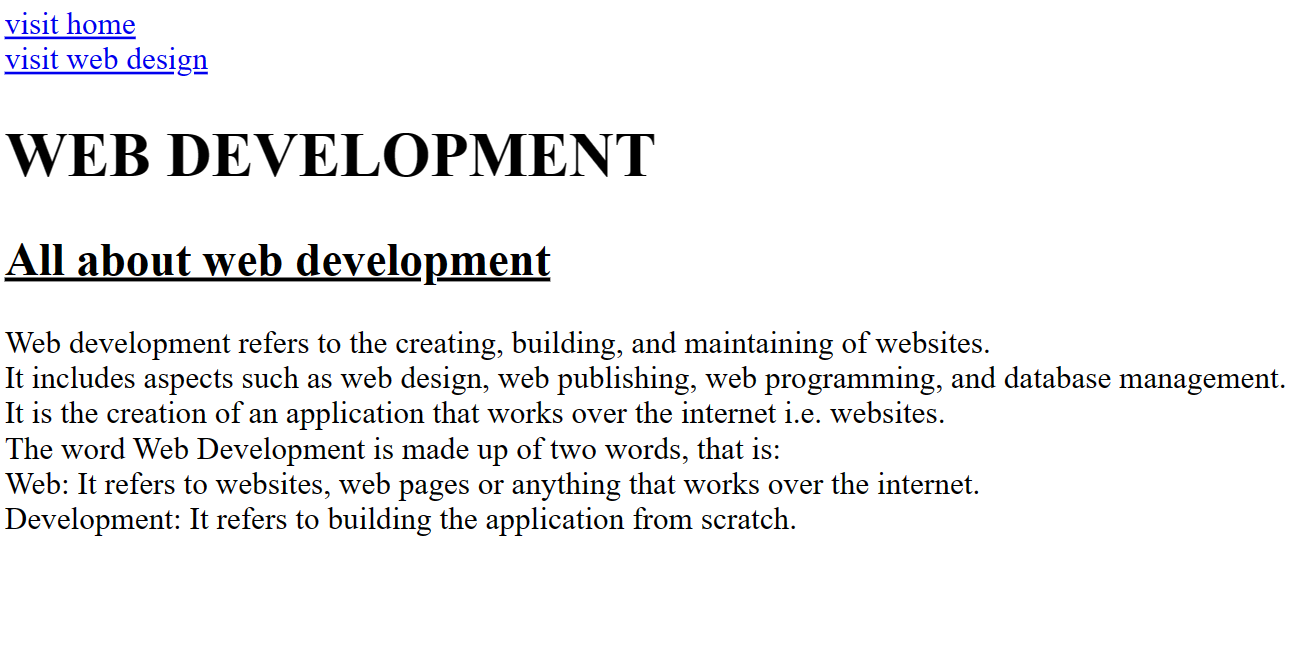 visit home
visit web design
WEB DEVELOPMENT
All about web development
Web development refers to the creating, building, and maintaining of websites.
It includes aspects such as web design, web publishing, web programming, and database management.
It is the creation of an application that works over the internet i.e. websites.
The word Web Development is made up of two words, that is:
Web: It refers to websites, web pages or anything that works over the internet.
Development: It refers to building the application from scratch.